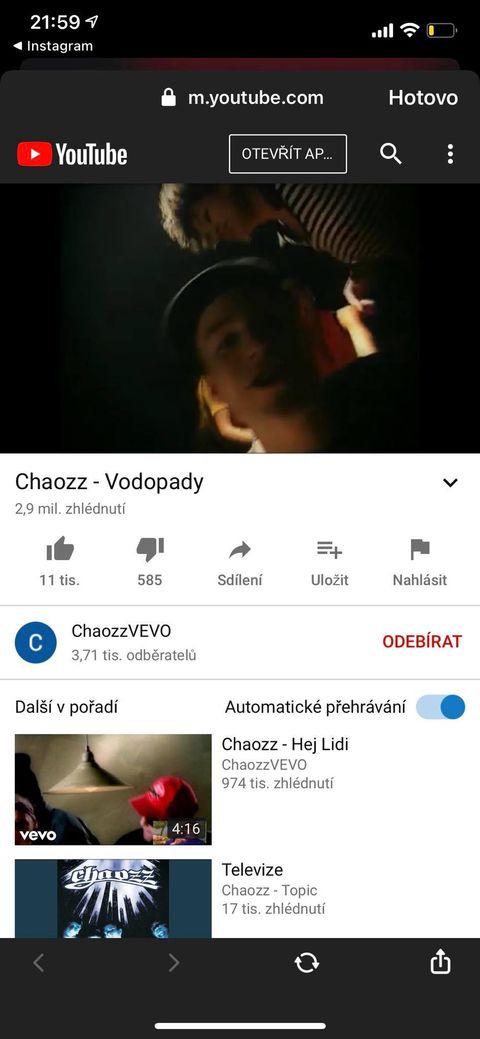 21:59
Instagram
m.youtube.com
Hotovo
YouTube
OTEVŘÍT AP...
Chaozz - Vodopady
2,9 mil. zhlédnutí
11 tis.
585
Sdílení
Uložit
Nahlásit
C
ChaozzVEVO
3,71 tis. odběratelů
ODEBÍRAT
Další v pořadí
Automatické přehrávání
vevo
4:16
Chaozz - Hej Lidi
ChaozzVEVO
974 tis. zhlédnutí
chaozz
Televize
Chaozz - Topic
17 tis. zhlédnutí